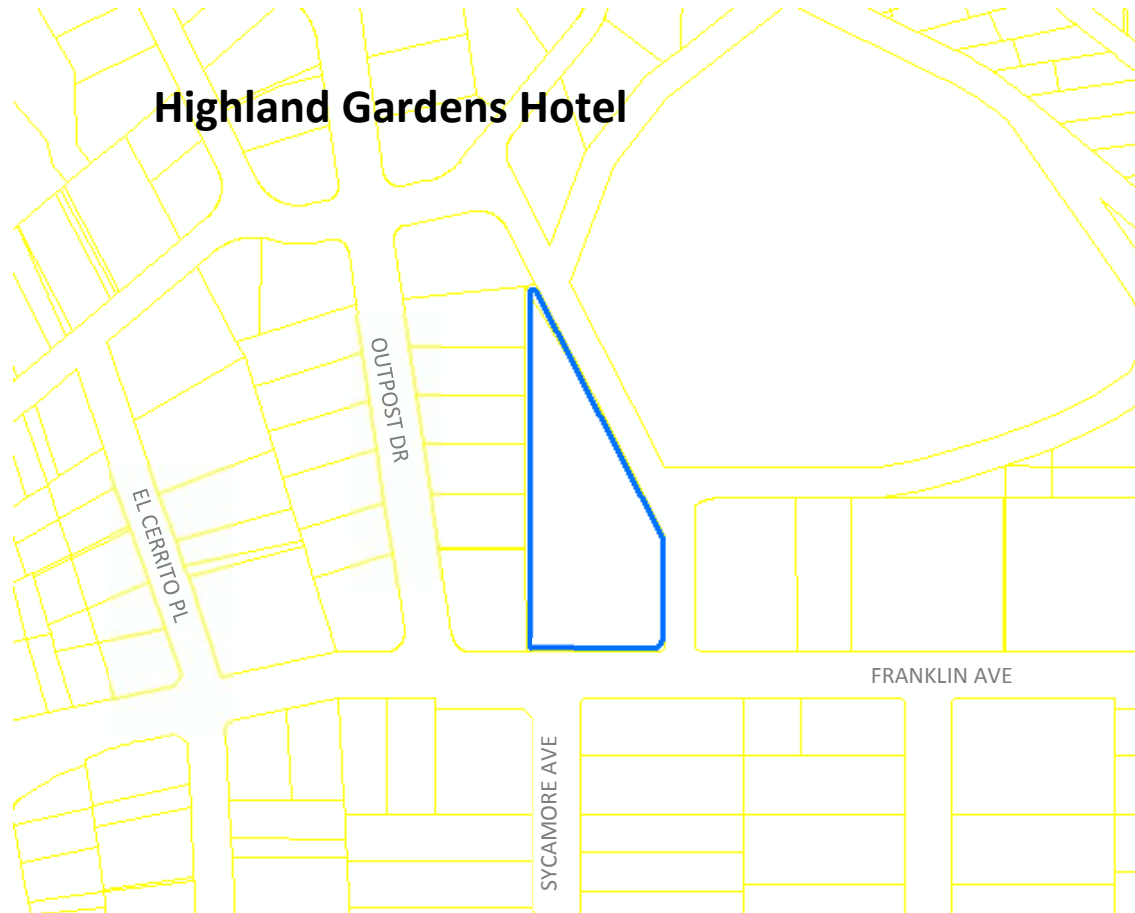 Highland Gardens Hotel
OUTPOST DR
EL CERRITO PL
FRANKLIN AVE
SYCAMORE AVE